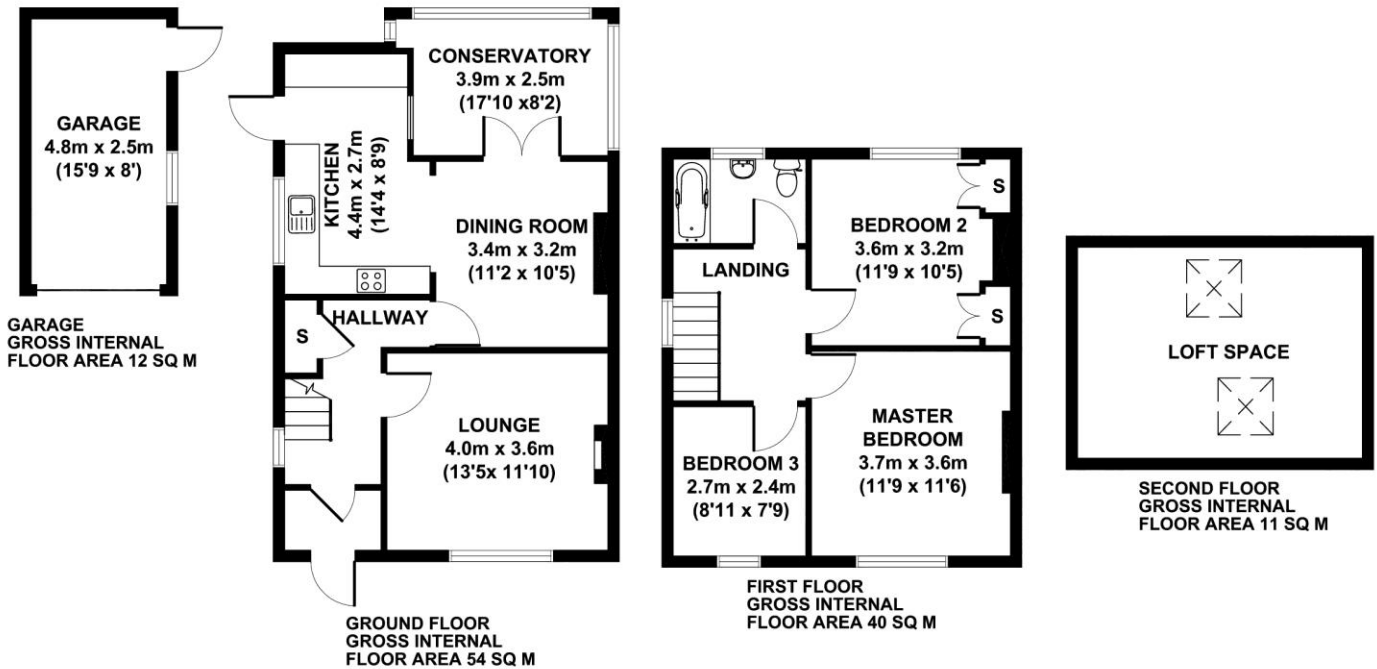 GARAGE
4.8m x 2.5m
(15'9 x 8')
GARAGE
GROSS INTERNAL
FLOOR AREA 12 SQ M
CONSERVATORY
3.9m x 2.5m
(17'10 x8'2)
KITCHEN
4.4m x 2.7m
(14'4 x 8'9)
DINING ROOM
3.4m x 3.2m
(11'2 x 10'5)
HALLWAY
S
LOUNGE
4.0m x 3.6m
(13'5x 11'10)
GROUND FLOOR
GROSS INTERNAL
FLOOR AREA 54 SQ M
BEDROOM 2
3.6m x 3.2m
(11'9 x 10'5)
S
S
LANDING
MASTER
BEDROOM
3.7m x 3.6m
(11'9 x 11'6)
BEDROOM 3
2.7m x 2.4m
(8'11 x 7'9)
FIRST FLOOR
GROSS INTERNAL
FLOOR AREA 40 SQ M
LOFT SPACE
SECOND FLOOR
GROSS INTERNAL
FLOOR AREA 11 SQ M